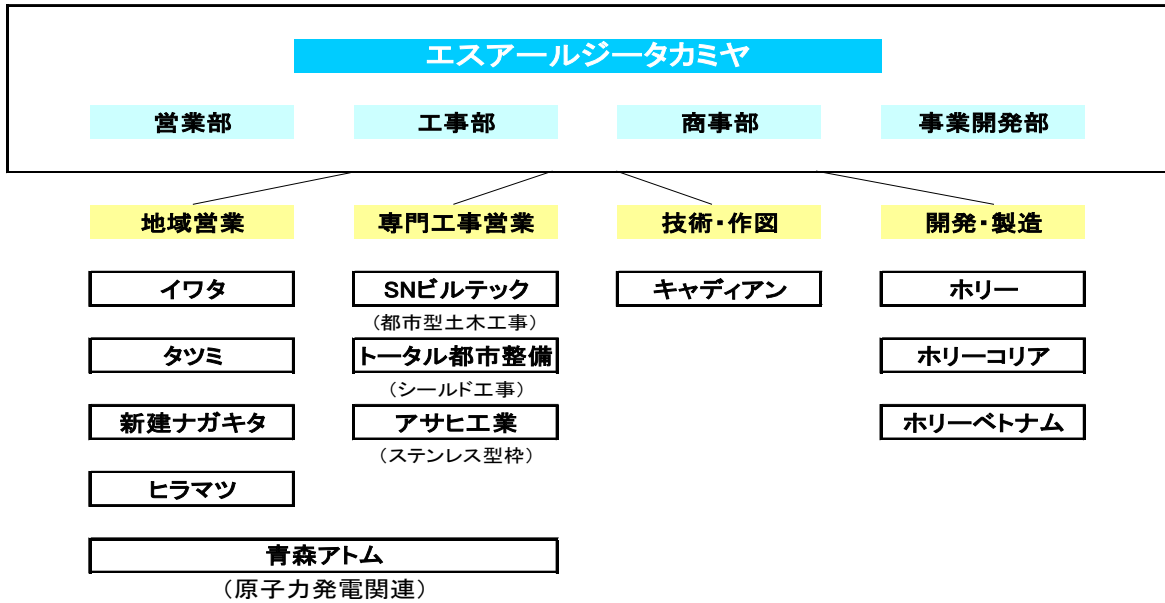 エスアールジータカミヤ
営業部 工事部 商事部 事業開発部
地域営業 専門工事営業 技術・作図 開発・製造
イワタ SNビルテック キャディアン ホリー
（都市型土木工事）
タツミ トータル都市整備 ホリーコリア
（シールド工事）
新建ナガキタ アサヒ工業 ホリーベトナム
（ステンレス型枠）
ヒラマツ
青森アトム
（原子力発電関連）